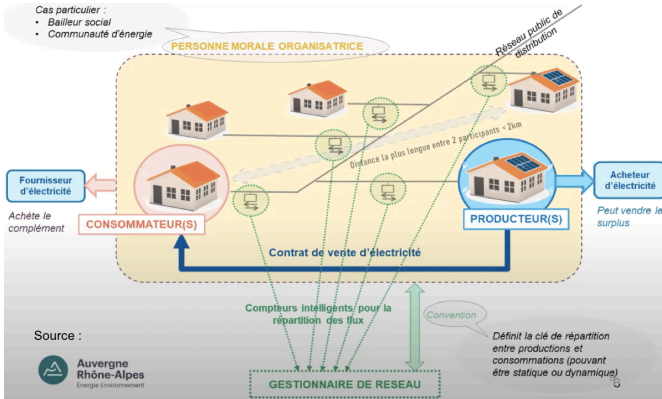 Cas particulier :
• Bailleur social
• Communauté d'énergie
PERSONNE MORALE ORGANISATRICE
Réseau public de
distribution
Distance la plus longue entre 2 participants < 2km
Fournisseur
d'électricité
Achète le
complément
CONSOMMATEUR(S)
PRODUCTEUR(S)
Acheteur
d'électricité
Peut vendre le
surplus
Contrat de vente d'électricité
Compteurs intelligents pour la
répartition des flux
Convention
Définit la clé de répartition
entre productions et
consommations (pouvant
être statique ou dynamique)
Source :
Auvergne
Rhône-Alpes
Énergie Environnement
GESTIONNAIRE DE RESEAU
6